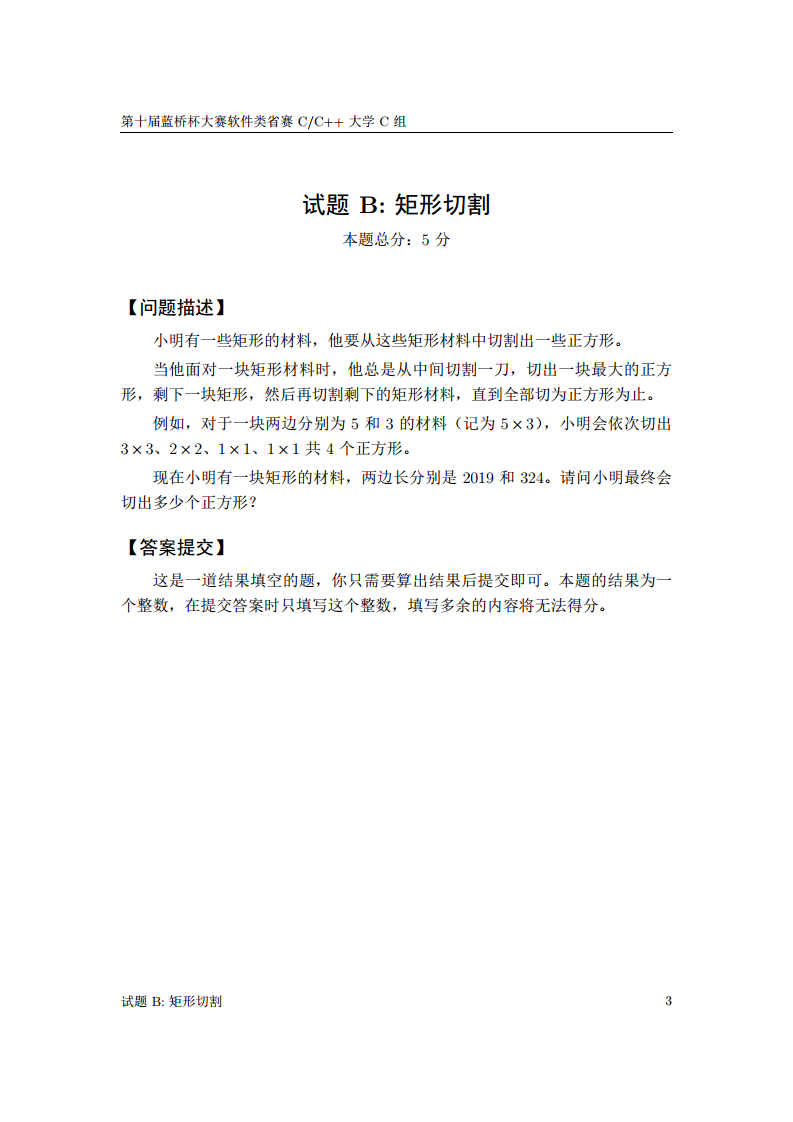 第十届蓝桥杯大赛软件类省赛 C/C++ 大学 C 组
试题 B: 矩形切割
本题总分：5 分
【问题描述】
小明有一些矩形的材料，他要从这些矩形材料中切割出一些正方形。
当他面对一块矩形材料时，他总是从中间切割一刀，切出一块最大的正方
形，剩下一块矩形，然后再切割剩下的矩形材料，直到全部切为正方形为止。
例如，对于一块两边分别为 5 和 3 的材料（记为 5 × 3），小明会依次切出
3 × 3、2 × 2、1 × 1、1 × 1 共 4 个正方形。
现在小明有一块矩形的材料，两边长分别是 2019 和 324。请问小明最终会
切出多少个正方形？
【答案提交】
这是一道结果填空的题，你只需要算出结果后提交即可。本题的结果为一
个整数，在提交答案时只填写这个整数，填写多余的内容将无法得分。
试题 B: 矩形切割 3